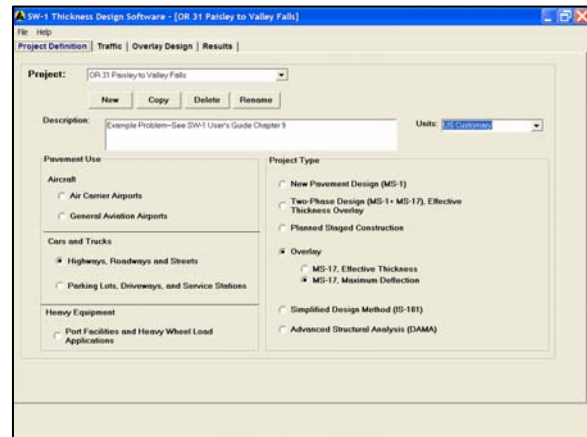 SW-1 Thickness Design Software - [OR 31 Paisley to Valley Falls]
File Help
Project Definition Traffic Overlay Design Results
Project: OR 31 Paisley to Valley Falls
New Copy Delete Rename
Description: Example Problem--See SW-1 User's Guide Chapter 9
Units: US Customary
Pavement Use
Aircraft
Air Carrier Airports
General Aviation Airports
Cars and Trucks
Highways, Roadways and Streets
Parking Lots, Driveways, and Service Stations
Heavy Equipment
Port Facilities and Heavy Wheel Load
Applications
Project Type
New Pavement Design (MS-1)
Two-Phase Design (MS-1+ MS-17), Effective
Thickness Overlay
Planned Staged Construction
Overlay
MS-17, Effective Thickness
MS-17, Maximum Deflection
Simplified Design Method (IS-181)
Advanced Structural Analysis (DAMA)